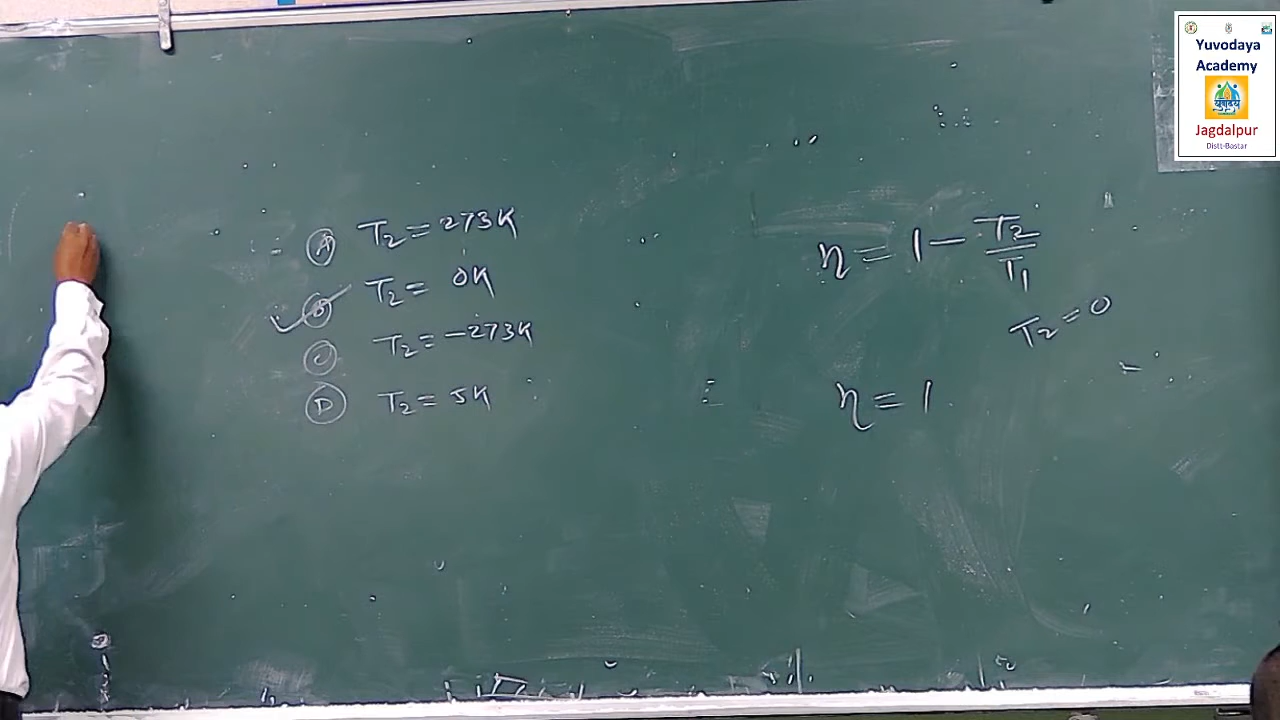 Yuvodaya
Academy
युवोदय
Jagdalpur
Distt-Bastar
Ⓐ T₂ = 273K
Ⓑ T₂ = 0K
Ⓒ T₂ = -273K
Ⓓ T₂ = 5K
η = 1 - T₂/T₁
T₂ = 0
η = 1